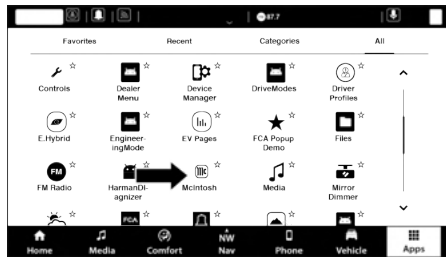 87.7
Favorites Recent Categories All
Controls Dealer Menu Device Manager DriveModes Driver Profiles
E.Hybrid Engineer-ingMode EV Pages FCA Popup Demo Files
FM
FM Radio HarmanDi-agnizer Mcintosh Media Mirror Dimmer
FCA
NW
Home Media Comfort Nav Phone Vehicle Apps